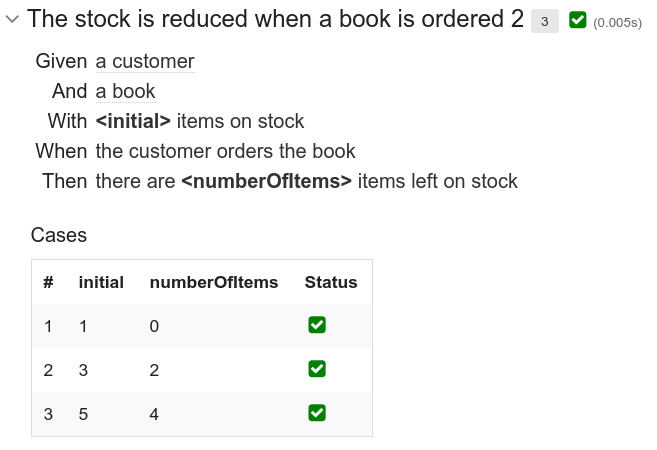 The stock is reduced when a book is ordered 2 3 (0.005s)
Given a customer
And a book
With <initial> items on stock
When the customer orders the book
Then there are <numberOfItems> items left on stock
Cases
# initial numberOfItems Status
1 1 0
2 3 2
3 5 4